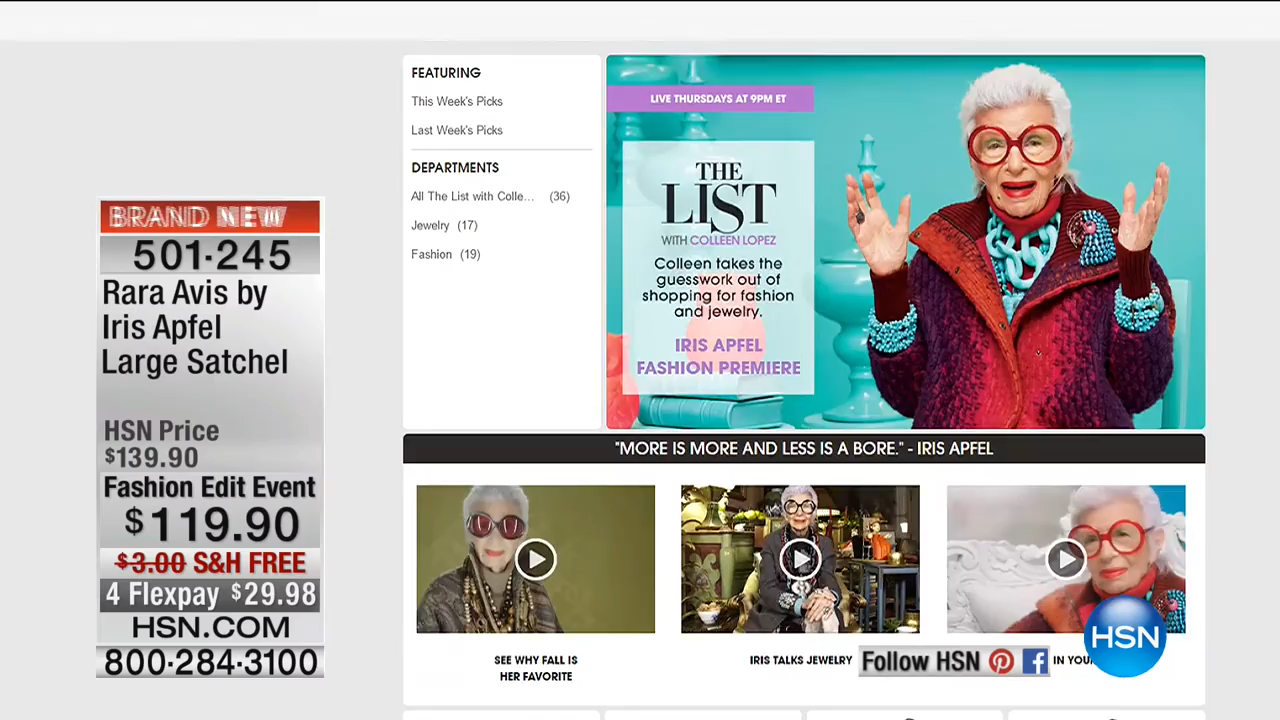 BRAND NEW
501·245
Rara Avis by
Iris Apfel
Large Satchel
HSN Price
$139.90
Fashion Edit Event
$119.90
$3.00 S&H FREE
4 Flexpay $29.98
HSN.COM
800·284·3100
FEATURING
This Week's Picks
Last Week's Picks
DEPARTMENTS
All The List with Colle... (36)
Jewelry (17)
Fashion (19)
LIVE THURSDAYS AT 9PM ET
THE
LIST
WITH COLLEEN LOPEZ
Colleen takes the
guesswork out of
shopping for fashion
and jewelry.
IRIS APFEL
FASHION PREMIERE
"MORE IS MORE AND LESS IS A BORE." - IRIS APFEL
SEE WHY FALL IS
HER FAVORITE
IRIS TALKS JEWELRY
IN YOU
Follow HSN
HSN